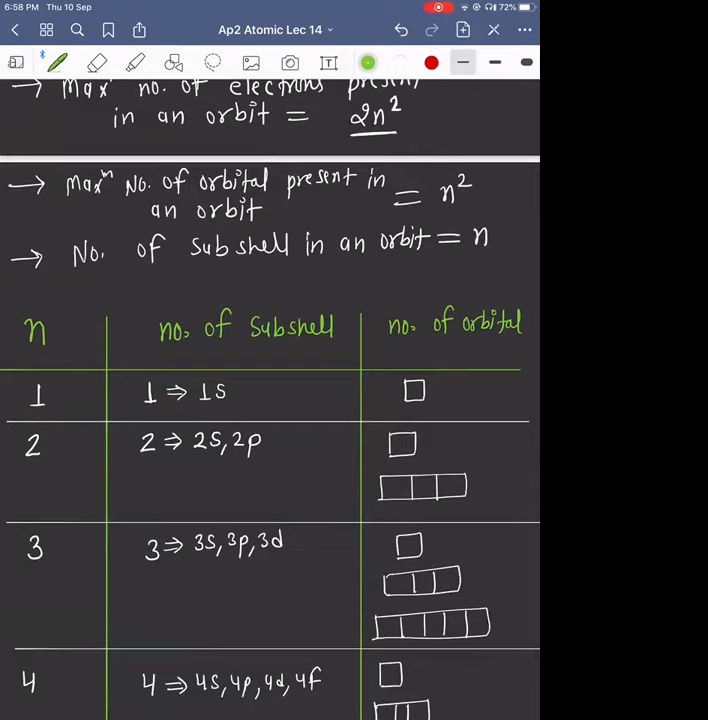 6:58 PM Thu 10 Sep
72%
Ap2 Atomic Lec 14
→ Max no. of electrons present
in an orbit = 2n²
→ Maxᵐ No. of orbital present in
an orbit = n²
→ No. of Subshell in an orbit = n
n no. of Subshell no. of orbital
1 1 ⇒ 1s
2 2 ⇒ 2s, 2p
3 3 ⇒ 3s, 3p, 3d
4 4 ⇒ 4s, 4p, 4d, 4f